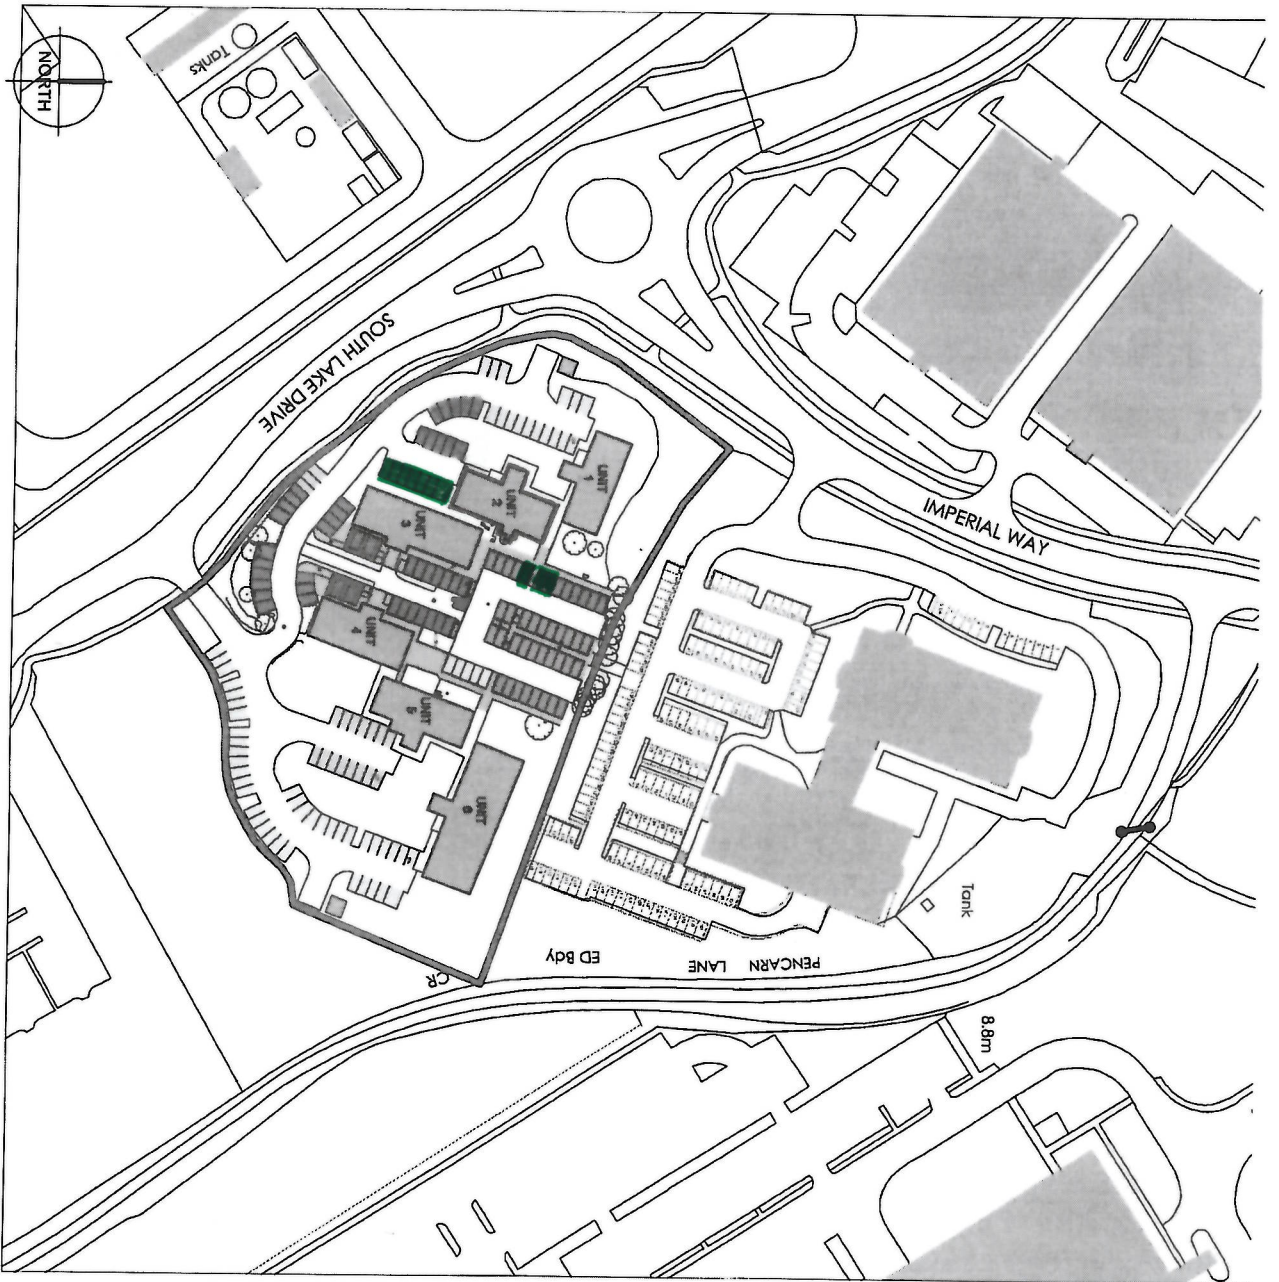 NORTH
Tanks
SOUTH LAKE DRIVE
IMPERIAL WAY
UNIT
1
UNIT
2
UNIT
3
UNIT
4
UNIT
5
UNIT
6
Tank
PENCARN LANE
ED Bdy
CR
8.8m